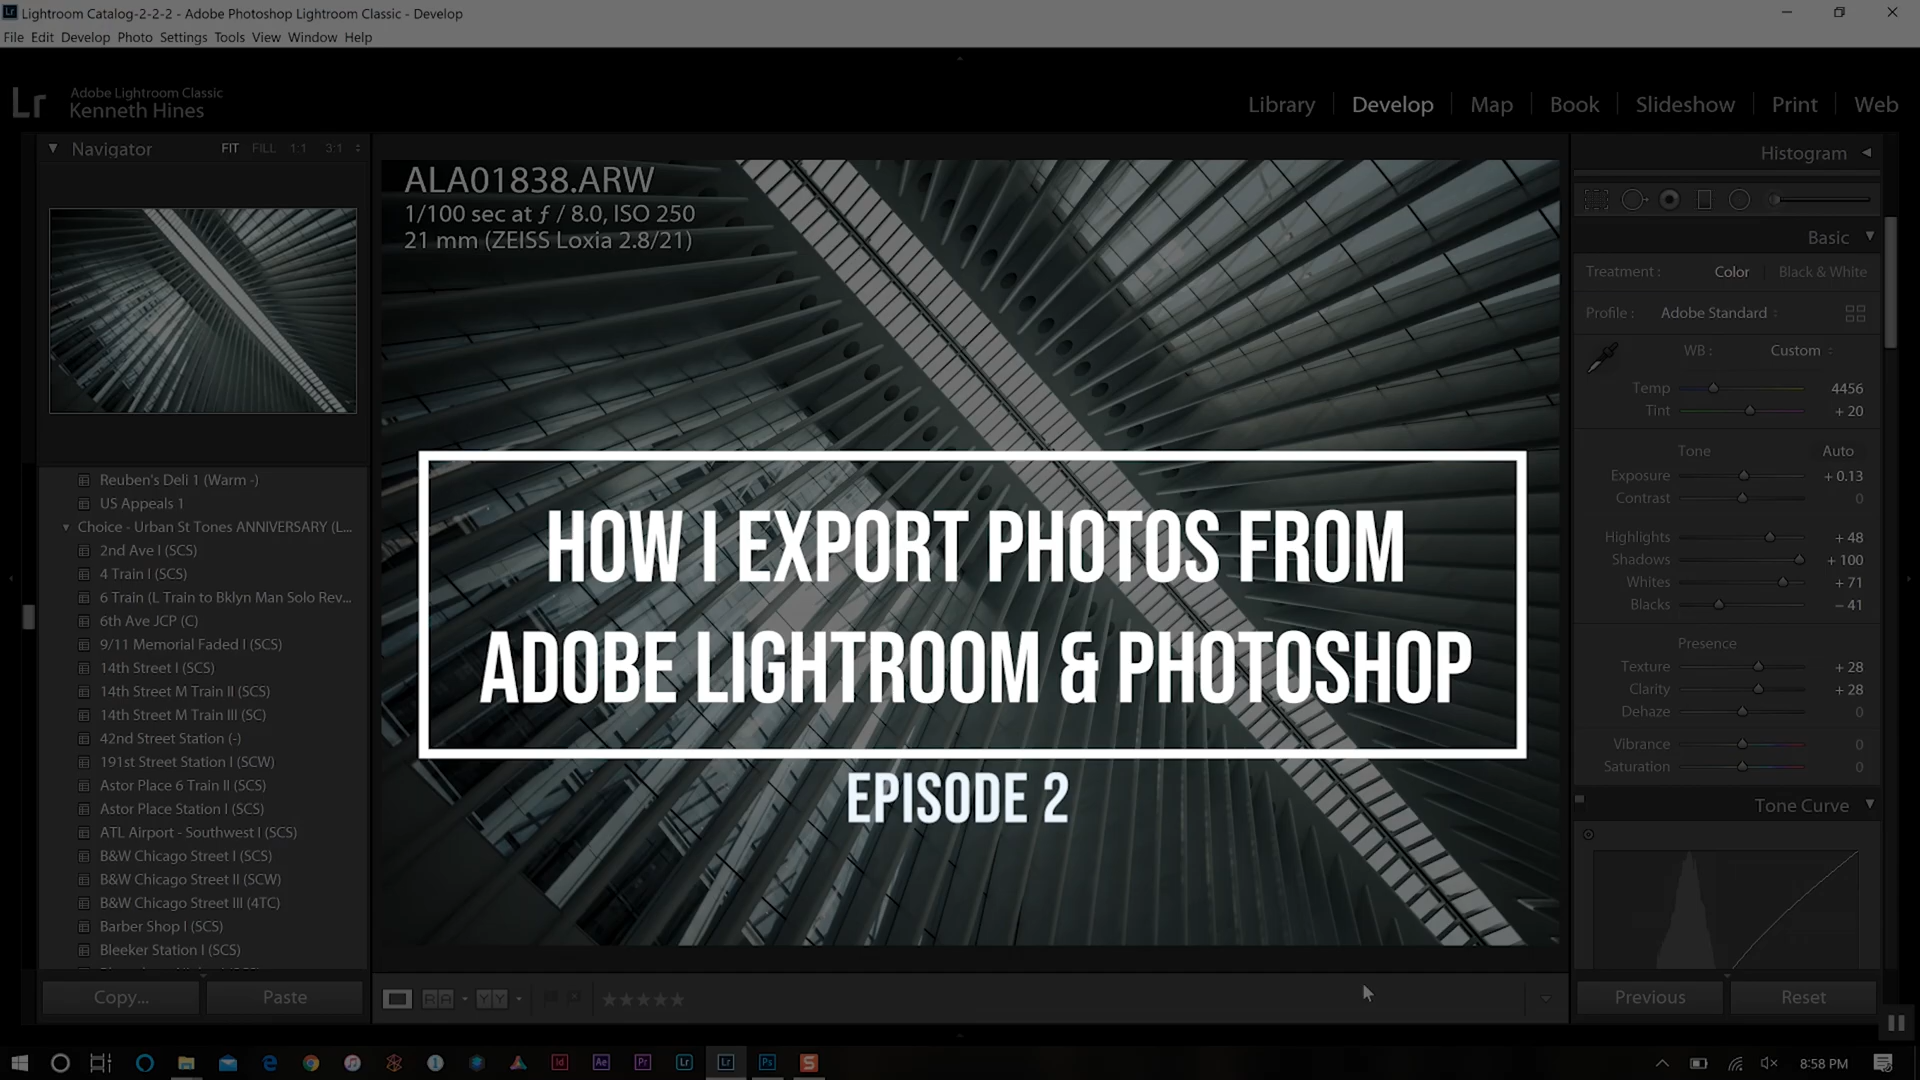 Lightroom Catalog-2-2-2 - Adobe Photoshop Lightroom Classic - Develop
File Edit Develop Photo Settings Tools View Window Help
Lr
Adobe Lightroom Classic
Kenneth Hines
Library Develop Map Book Slideshow Print Web
Navigator FIT FILL 1:1 3:1
Reuben's Deli 1 (Warm -)
US Appeals 1
Choice - Urban St Tones ANNIVERSARY (L...
2nd Ave I (SCS)
4 Train I (SCS)
6 Train (L Train to Bklyn Man Solo Rev...
6th Ave JCP (C)
9/11 Memorial Faded I (SCS)
14th Street I (SCS)
14th Street M Train II (SCS)
14th Street M Train III (SC)
42nd Street Station (-)
191st Street Station I (SCW)
Astor Place 6 Train II (SCS)
Astor Place Station I (SCS)
ATL Airport - Southwest I (SCS)
B&W Chicago Street I (SCS)
B&W Chicago Street II (SCW)
B&W Chicago Street III (4TC)
Barber Shop I (SCS)
Bleeker Station I (SCS)
Copy... Paste
ALA01838.ARW
1/100 sec at ƒ / 8.0, ISO 250
21 mm (ZEISS Loxia 2.8/21)
HOW I EXPORT PHOTOS FROM
ADOBE LIGHTROOM & PHOTOSHOP
EPISODE 2
Histogram
Basic
Treatment : Color Black & White
Profile : Adobe Standard
WB : Custom
Temp 4456
Tint + 20
Tone Auto
Exposure + 0.13
Contrast 0
Highlights + 48
Shadows + 100
Whites + 71
Blacks – 41
Presence
Texture + 28
Clarity + 28
Dehaze 0
Vibrance 0
Saturation 0
Tone Curve
Previous Reset
Id Ae Pr Lr Lr Ps S
8:58 PM